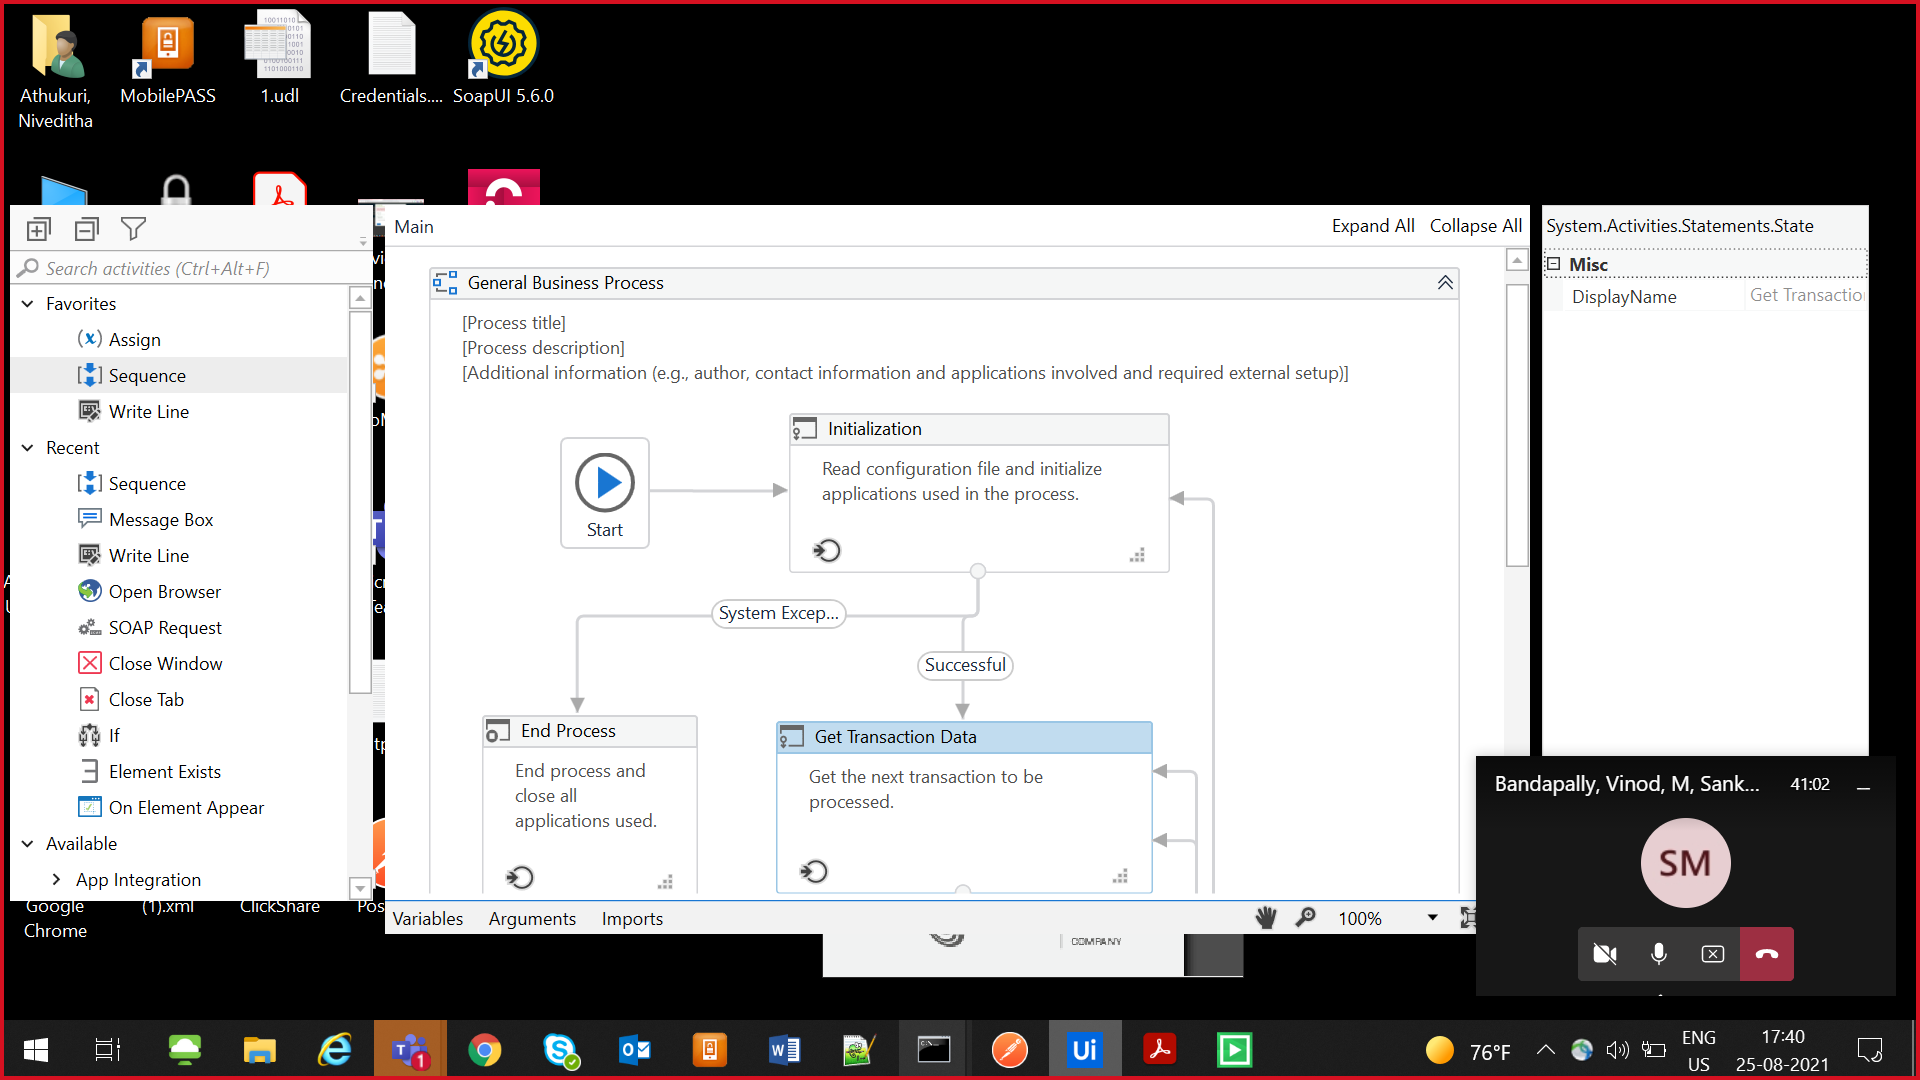 Athukuri,
Niveditha
MobilePASS
1.udl
Credentials....
SoapUI 5.6.0
Search activities (Ctrl+Alt+F)
Favorites
Assign
Sequence
Write Line
Recent
Sequence
Message Box
Write Line
Open Browser
SOAP Request
Close Window
Close Tab
If
Element Exists
On Element Appear
Available
App Integration
Google
Chrome
(1).xml
ClickShare
Pos
Main
Expand All
Collapse All
General Business Process
[Process title]
[Process description]
[Additional information (e.g., author, contact information and applications involved and required external setup)]
Start
Initialization
Read configuration file and initialize
applications used in the process.
System Excep...
Successful
End Process
End process and
close all
applications used.
Get Transaction Data
Get the next transaction to be
processed.
Variables
Arguments
Imports
100%
COMPANY
System.Activities.Statements.State
Misc
DisplayName
Get Transactio
Bandapally, Vinod, M, Sank...
41:02
SM
1
Ui
76°F
ENG
US
17:40
25-08-2021